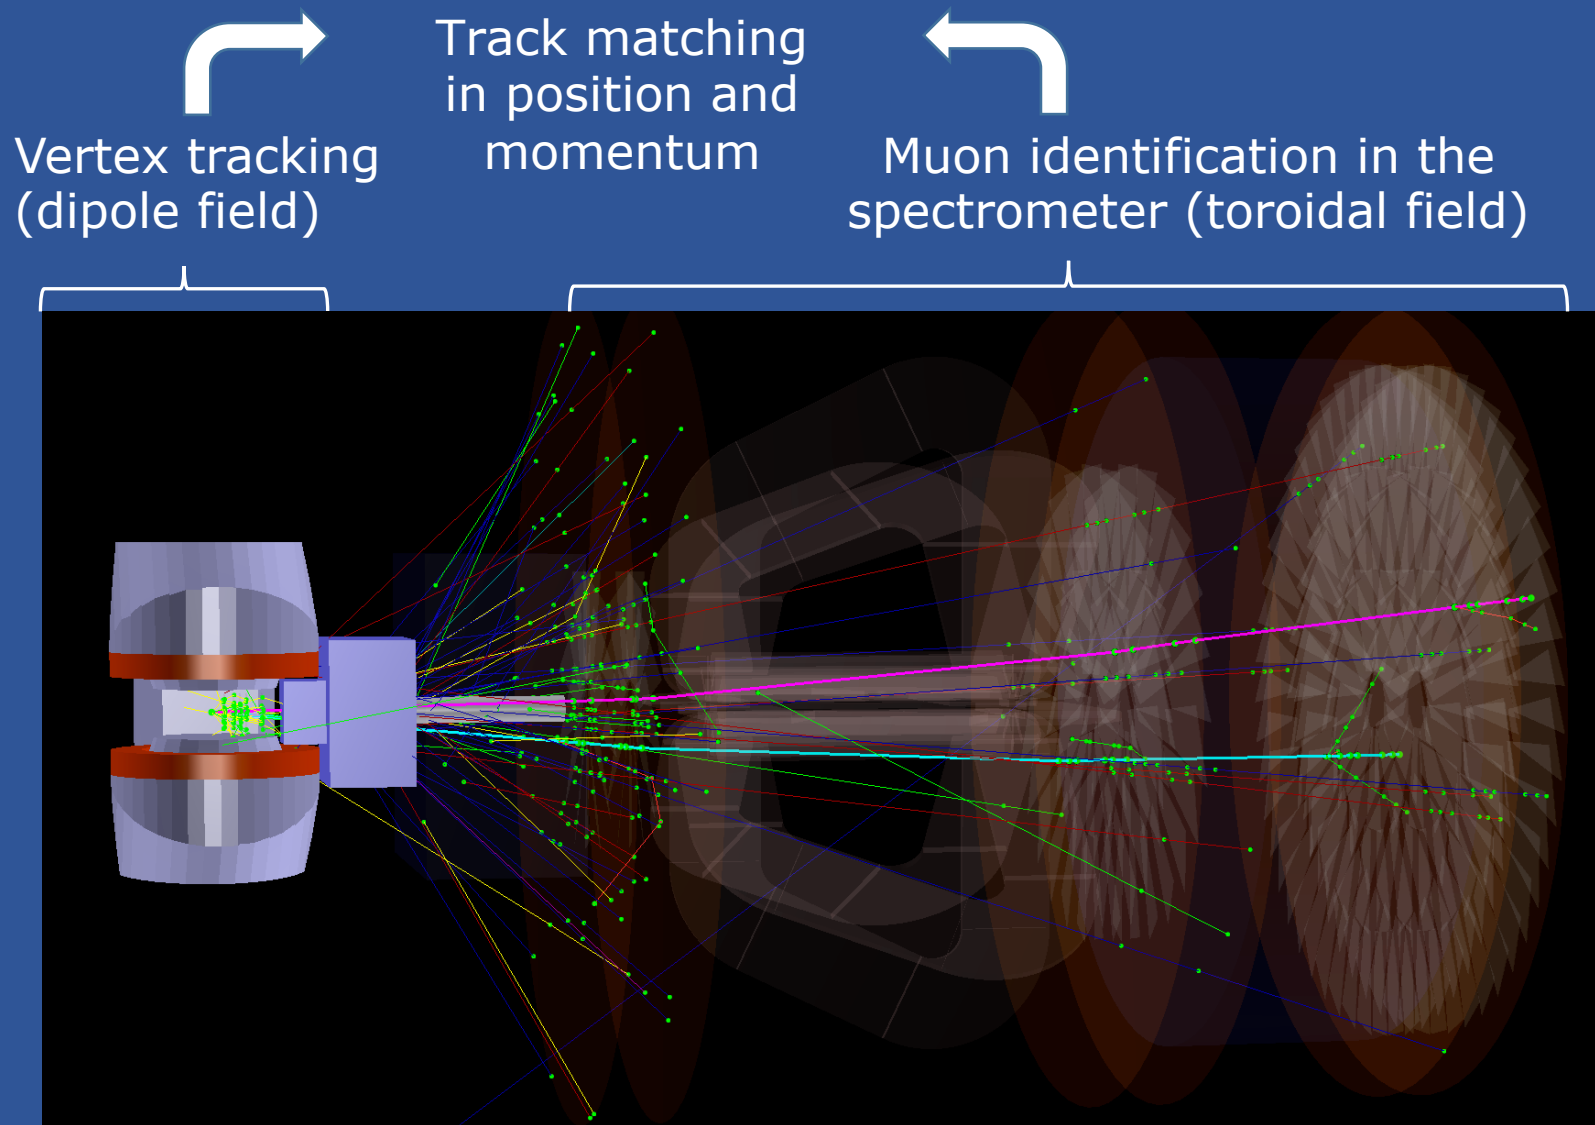 Track matching
in position and
momentum
Vertex tracking
(dipole field)
Muon identification in the
spectrometer (toroidal field)